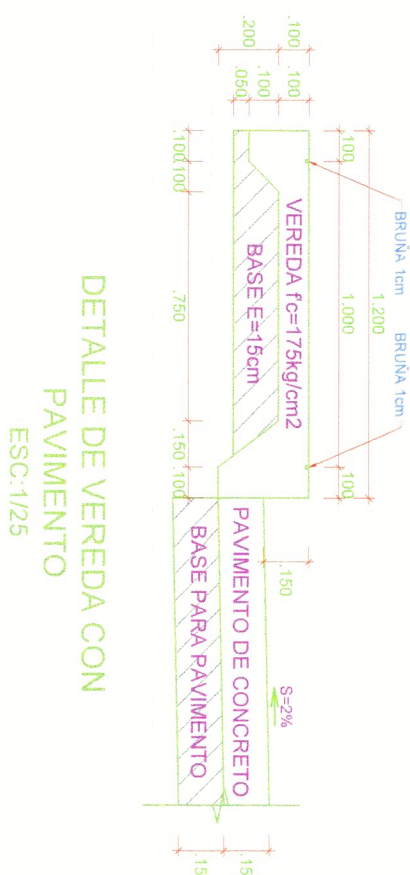 BRUÑA 1cm
BRUÑA 1cm
1.200
.100
1.000
.100
.100
.200
.100
.100
.050
VEREDA f'c=175kg/cm2
BASE E=15cm
.150
S=2%
PAVIMENTO DE CONCRETO
BASE PARA PAVIMENTO
.15
.15
.100
.100
.750
.150
.100
DETALLE DE VEREDA CON
PAVIMENTO
ESC:1/25